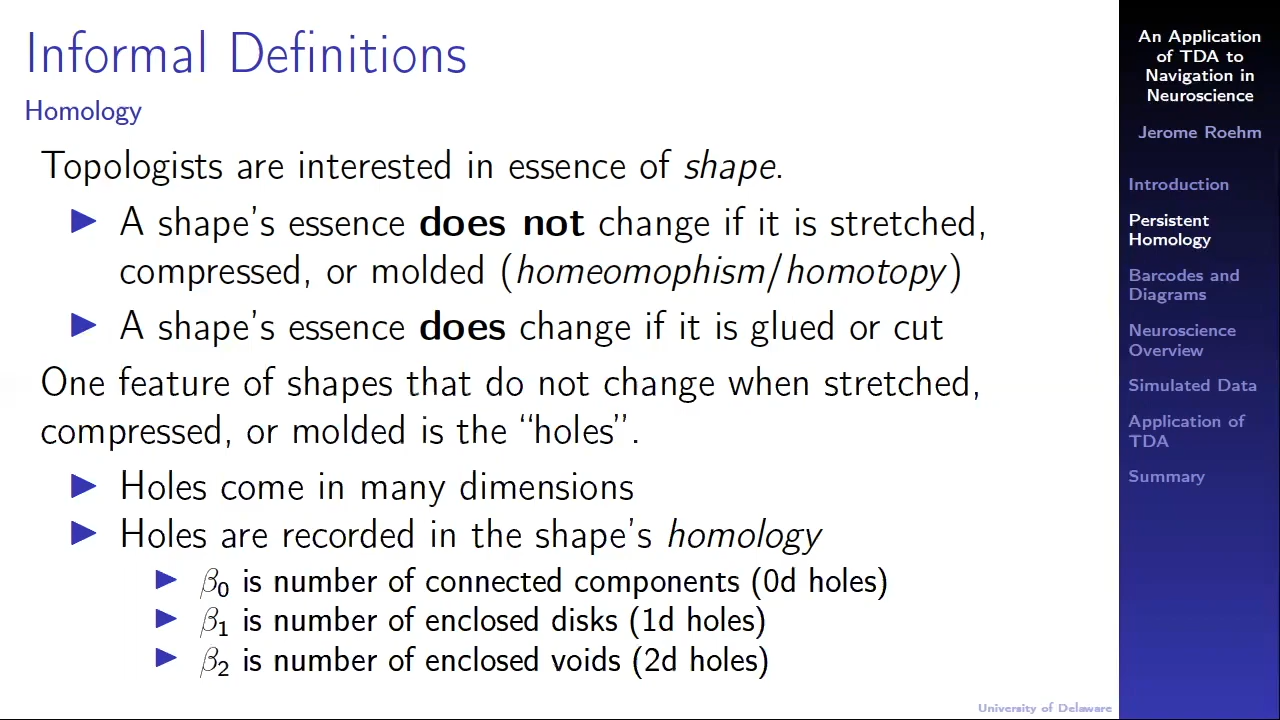 Informal Definitions
Homology
Topologists are interested in essence of shape.
▶ A shape's essence does not change if it is stretched,
compressed, or molded (homeomophism/homotopy)
▶ A shape's essence does change if it is glued or cut
One feature of shapes that do not change when stretched,
compressed, or molded is the “holes”.
▶ Holes come in many dimensions
▶ Holes are recorded in the shape's homology
▶ β₀ is number of connected components (0d holes)
▶ β₁ is number of enclosed disks (1d holes)
▶ β₂ is number of enclosed voids (2d holes)
An Application
of TDA to
Navigation in
Neuroscience
Jerome Roehm
Introduction
Persistent
Homology
Barcodes and
Diagrams
Neuroscience
Overview
Simulated Data
Application of
TDA
Summary
University of Delaware